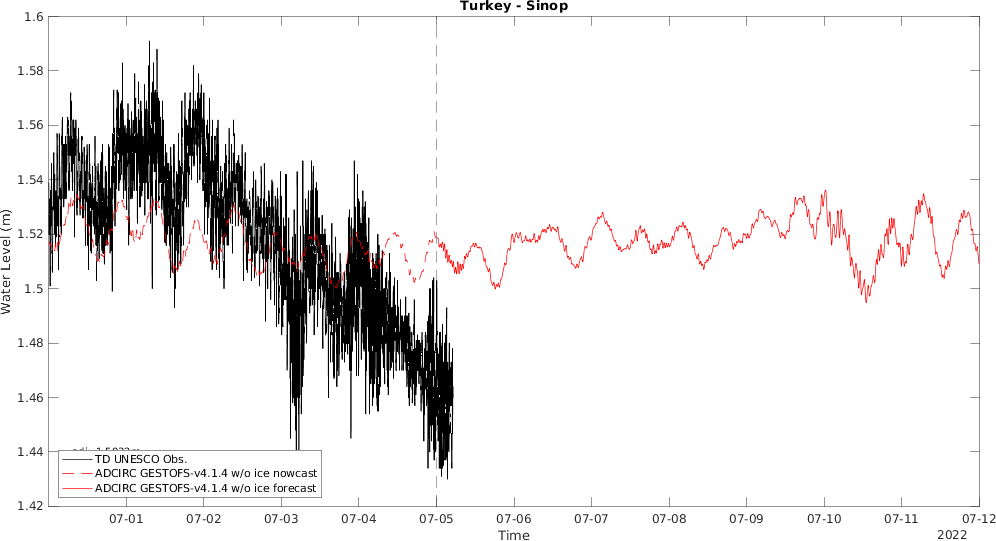 Turkey - Sinop
1.6
1.58
1.56
1.54
1.52
1.5
1.48
1.46
1.44
1.42
Water Level (m)
TD UNESCO Obs.
ADCIRC GESTOFS-v4.1.4 w/o ice nowcast
ADCIRC GESTOFS-v4.1.4 w/o ice forecast
07-01 07-02 07-03 07-04 07-05 07-06 07-07 07-08 07-09 07-10 07-11 07-12
Time
2022